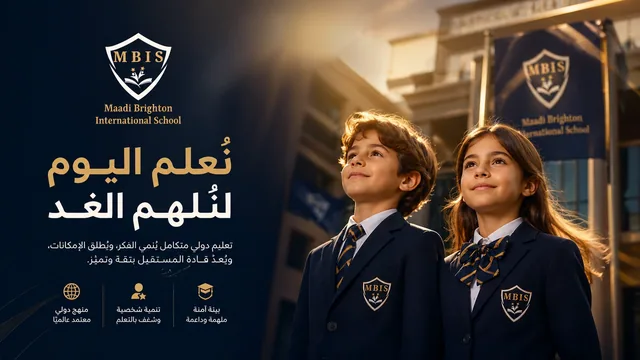 MBIS
Maadi Brighton
International School
نُعلم اليوم
لنُلهم الغد
تعليم دولي متكامل يُنمي الفكر، ويُطلق الإمكانات،
ويُعدّ قادة المستقبل بثقة وتميّز.
بيئة آمنة
ملهمة وداعمة
تنمية شخصية
وشغف بالتعلم
منهج دولي
معتمد عالميًا
MBIS
Maadi Brighton
International School
MBIS
MBIS